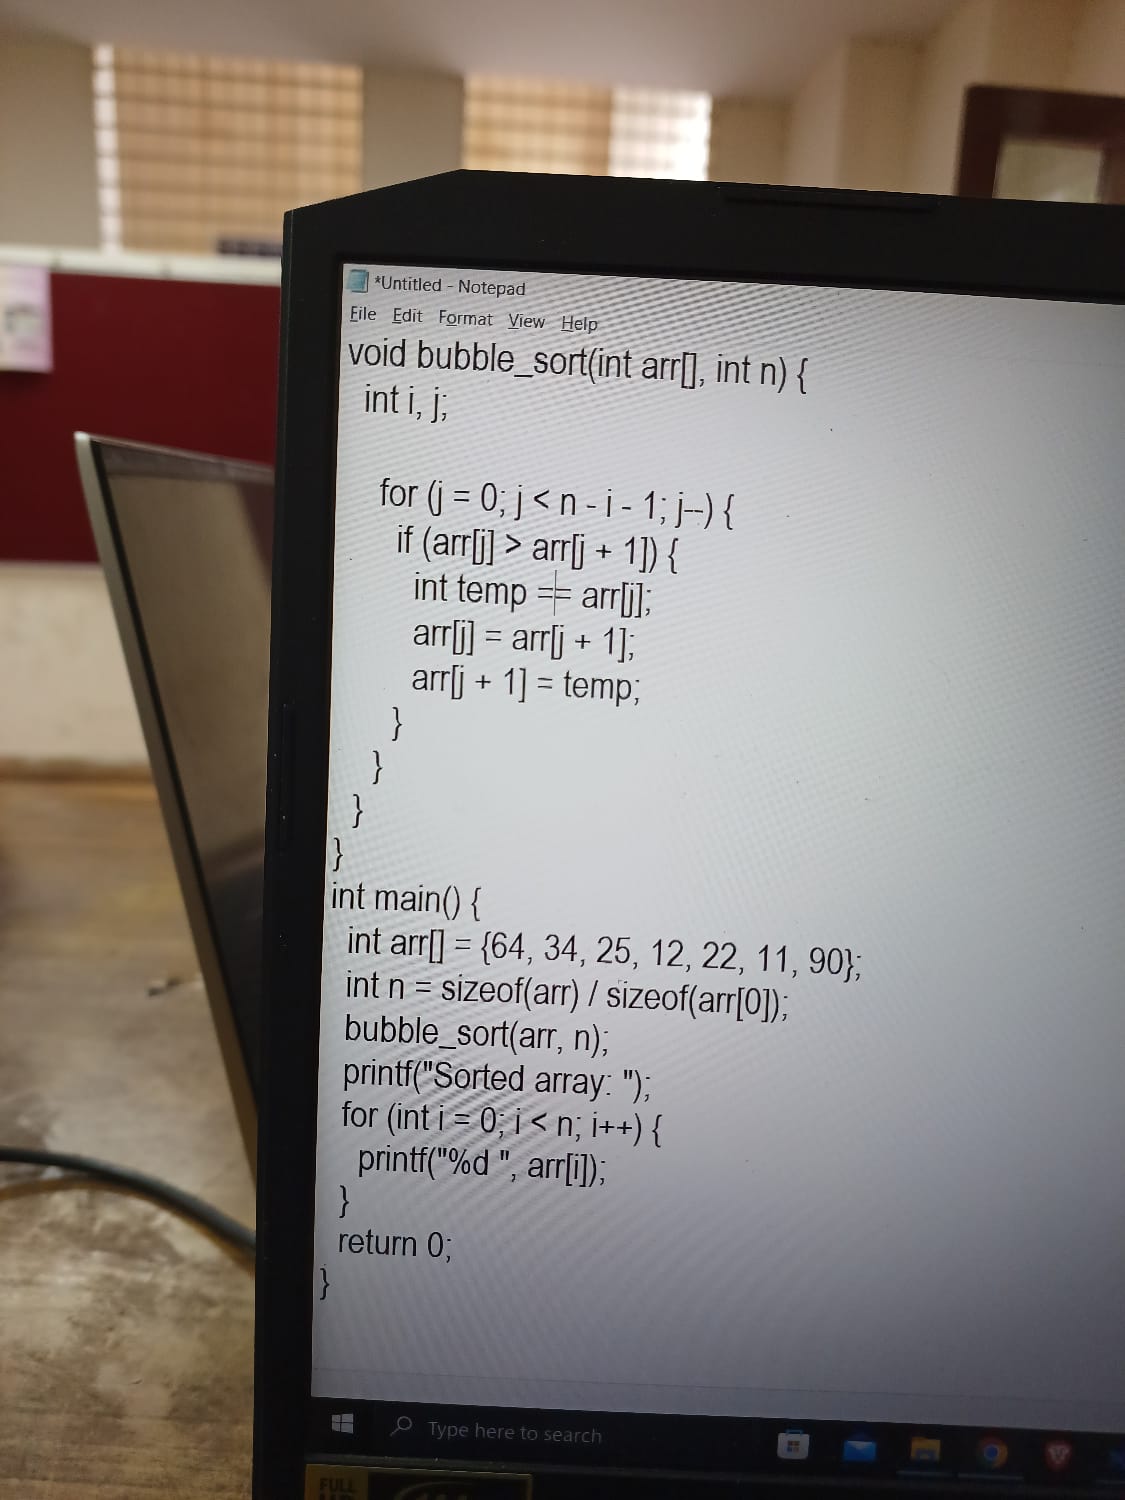 *Untitled - Notepad
File Edit Format View Help
void bubble_sort(int arr[], int n) {
int i, j;
for (j = 0; j < n - i - 1; j--) {
if (arr[j] > arr[j + 1]) {
int temp == arr[j];
arr[j] = arr[j + 1];
arr[j + 1] = temp;
}
}
}
}
int main() {
int arr[] = {64, 34, 25, 12, 22, 11, 90};
int n = sizeof(arr) / sizeof(arr[0]);
bubble_sort(arr, n);
printf("Sorted array: ");
for (int i = 0; i < n; i++) {
printf("%d ", arr[i]);
}
return 0;
}
Type here to search
FULL